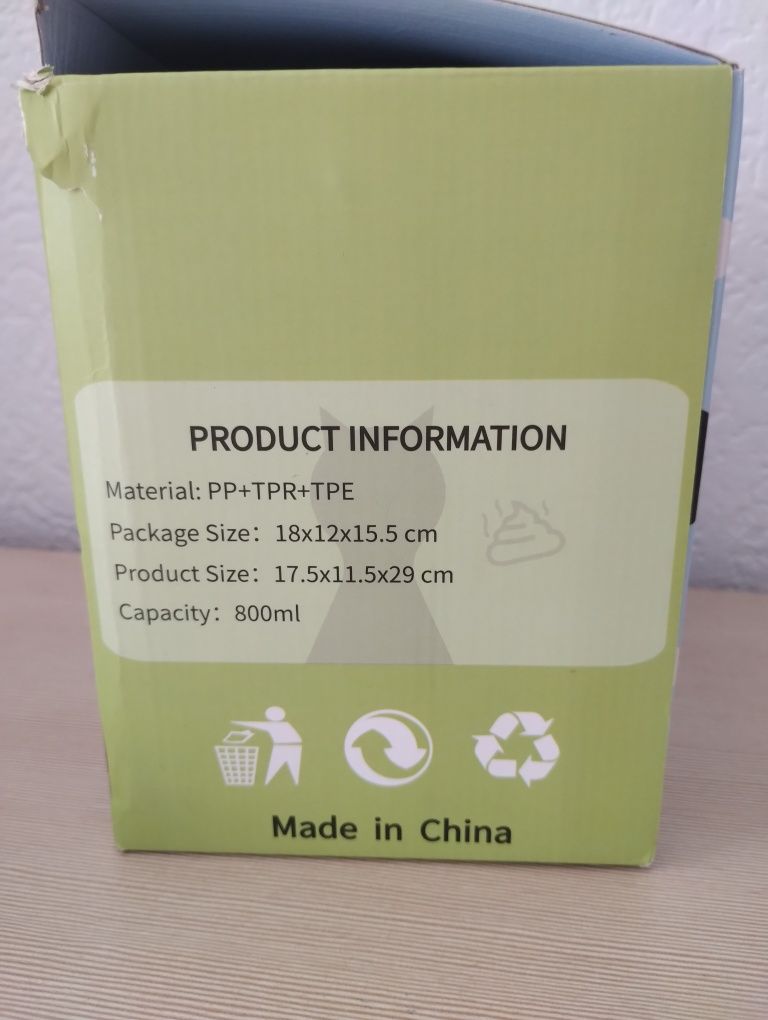 PRODUCT INFORMATION
Material: PP+TPR+TPE
Package Size：18x12x15.5 cm
Product Size：17.5x11.5x29 cm
Capacity：800ml
Made in China